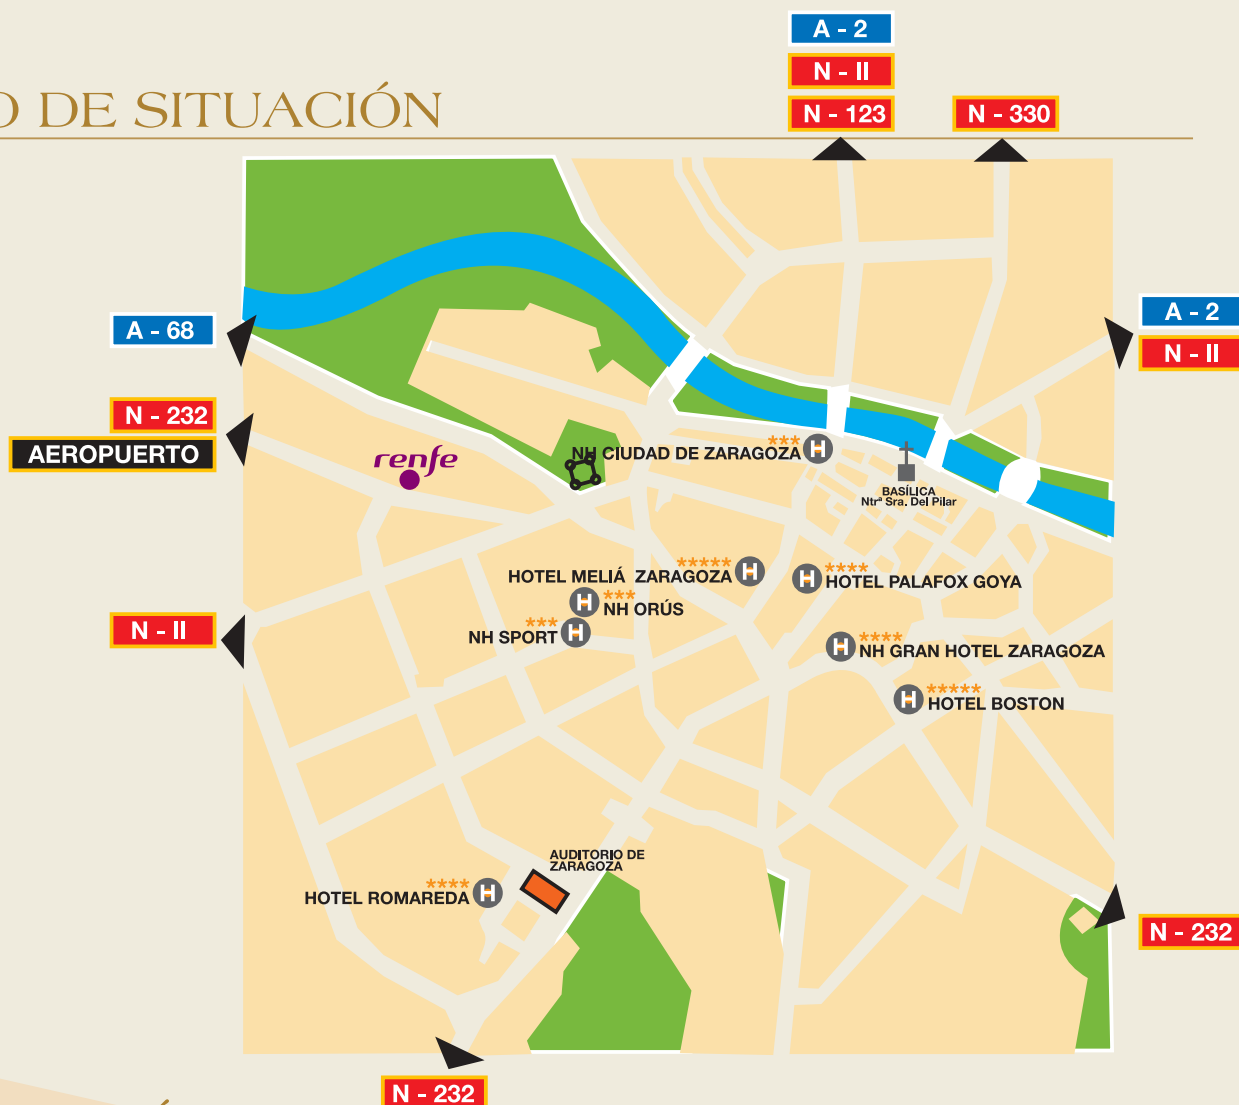 O DE SITUACIÓN
A - 2
N - II
N - 123
N - 330
A - 68
N - 232
AEROPUERTO
N - II
A - 2
N - II
renfe
***
NH CIUDAD DE ZARAGOZA H
BASÍLICA
Ntrª Sra. Del Pilar
*****
HOTEL MELIÁ ZARAGOZA H
****
H HOTEL PALAFOX GOYA
***
H NH ORÚS
***
NH SPORT H
****
H NH GRAN HOTEL ZARAGOZA
*****
H HOTEL BOSTON
AUDITORIO DE
ZARAGOZA
****
HOTEL ROMAREDA H
N - 232
N - 232